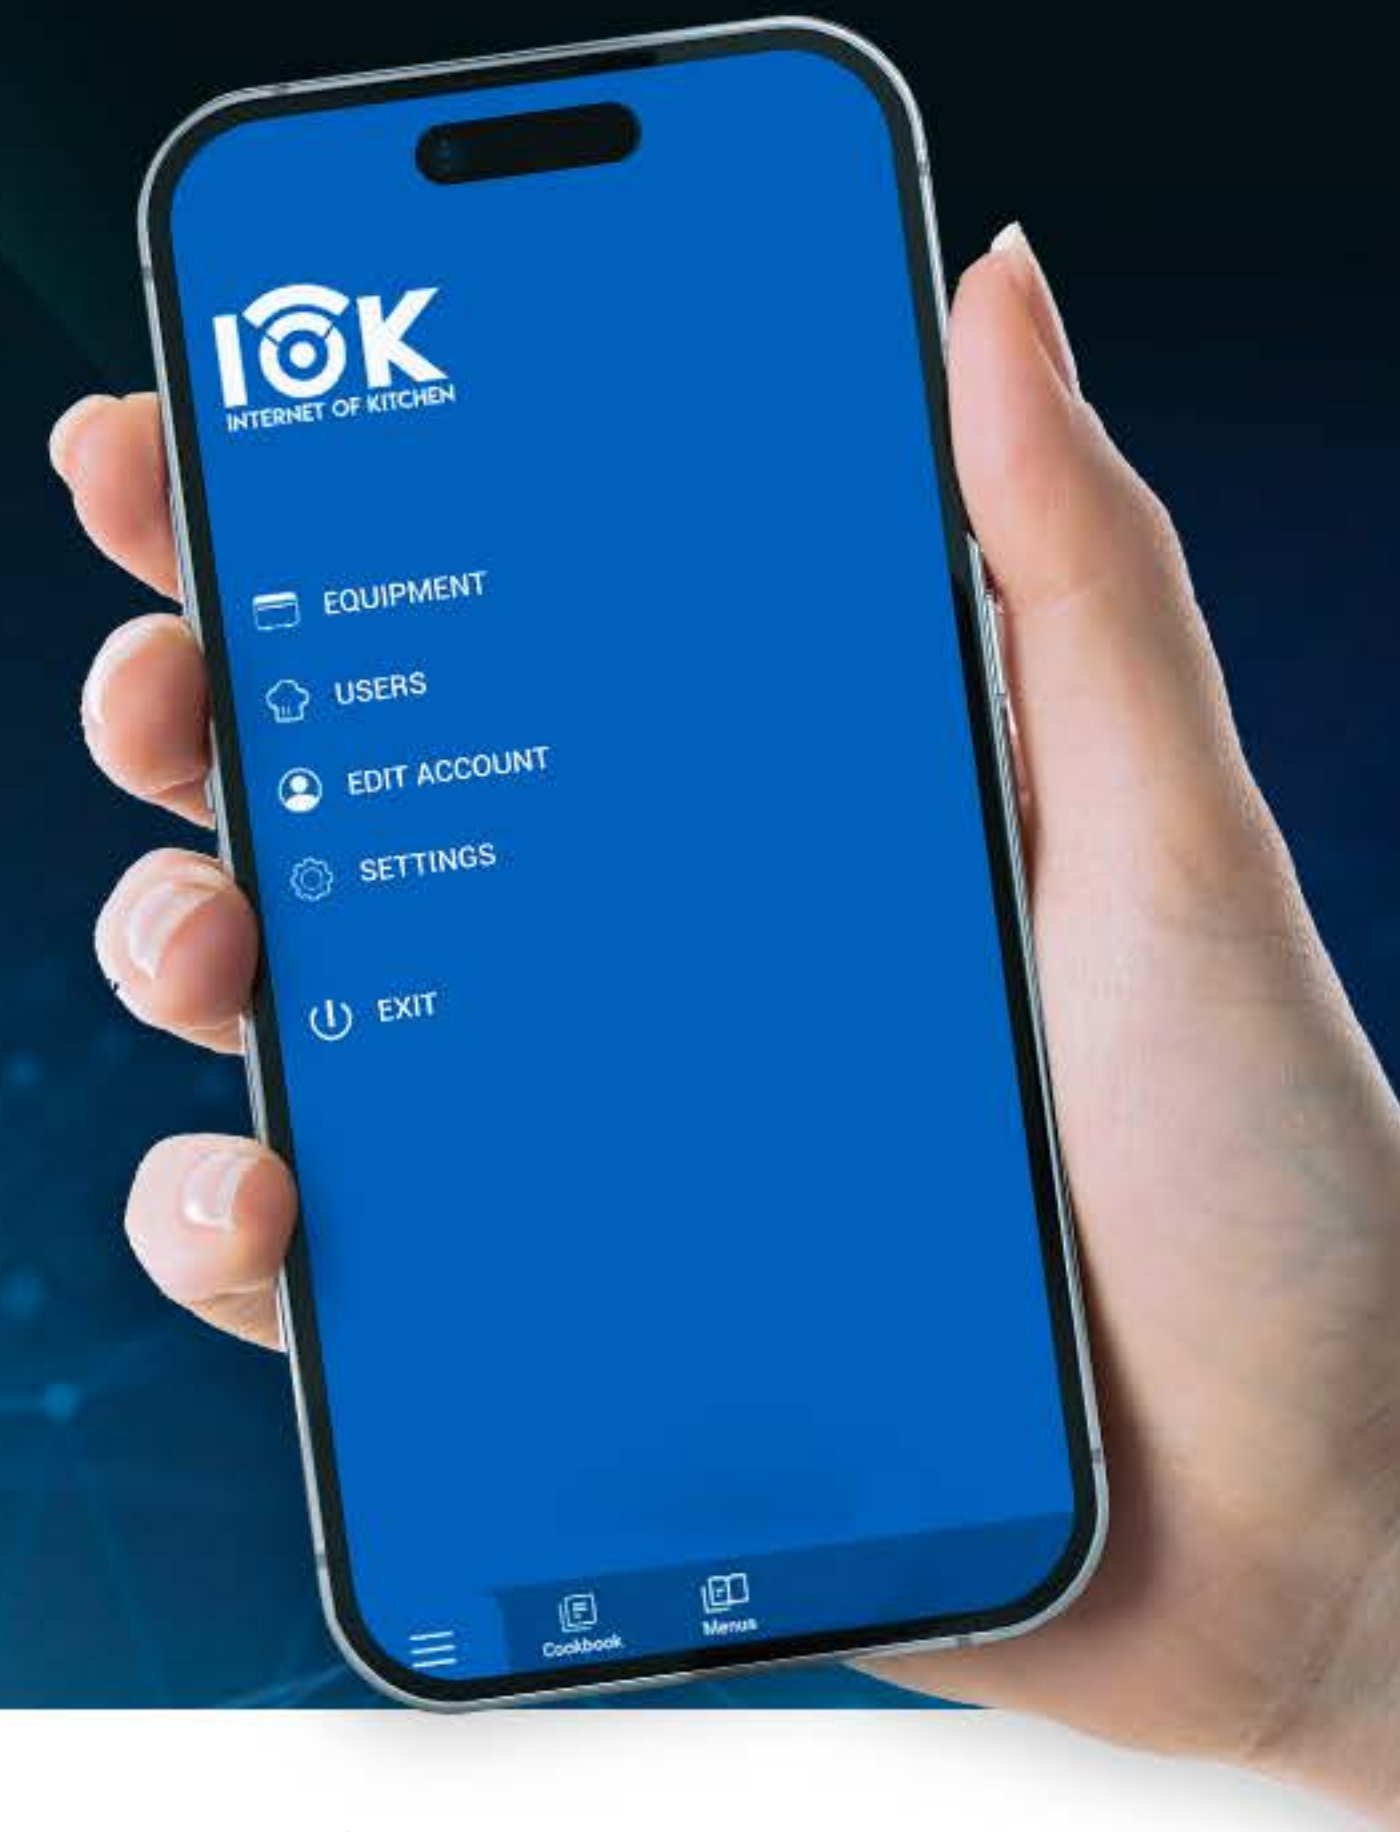 IOK
INTERNET OF KITCHEN
EQUIPMENT
USERS
EDIT ACCOUNT
SETTINGS
EXIT
Cookbook
Menus